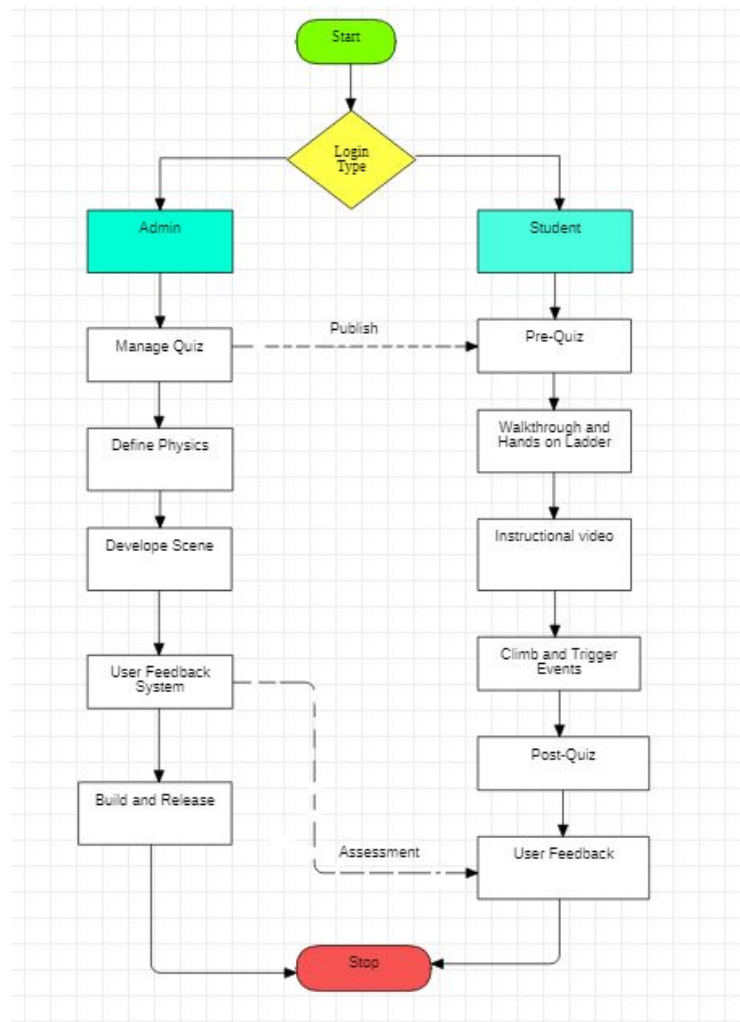 Start
Login
Type
Admin
Student
Publish
Manage Quiz
Pre-Quiz
Define Physics
Walkthrough and
Hands on Ladder
Develope Scene
Instructional video
User Feedback
System
Climb and Trigger
Events
Post-Quiz
Build and Release
Assessment
User Feedback
Stop